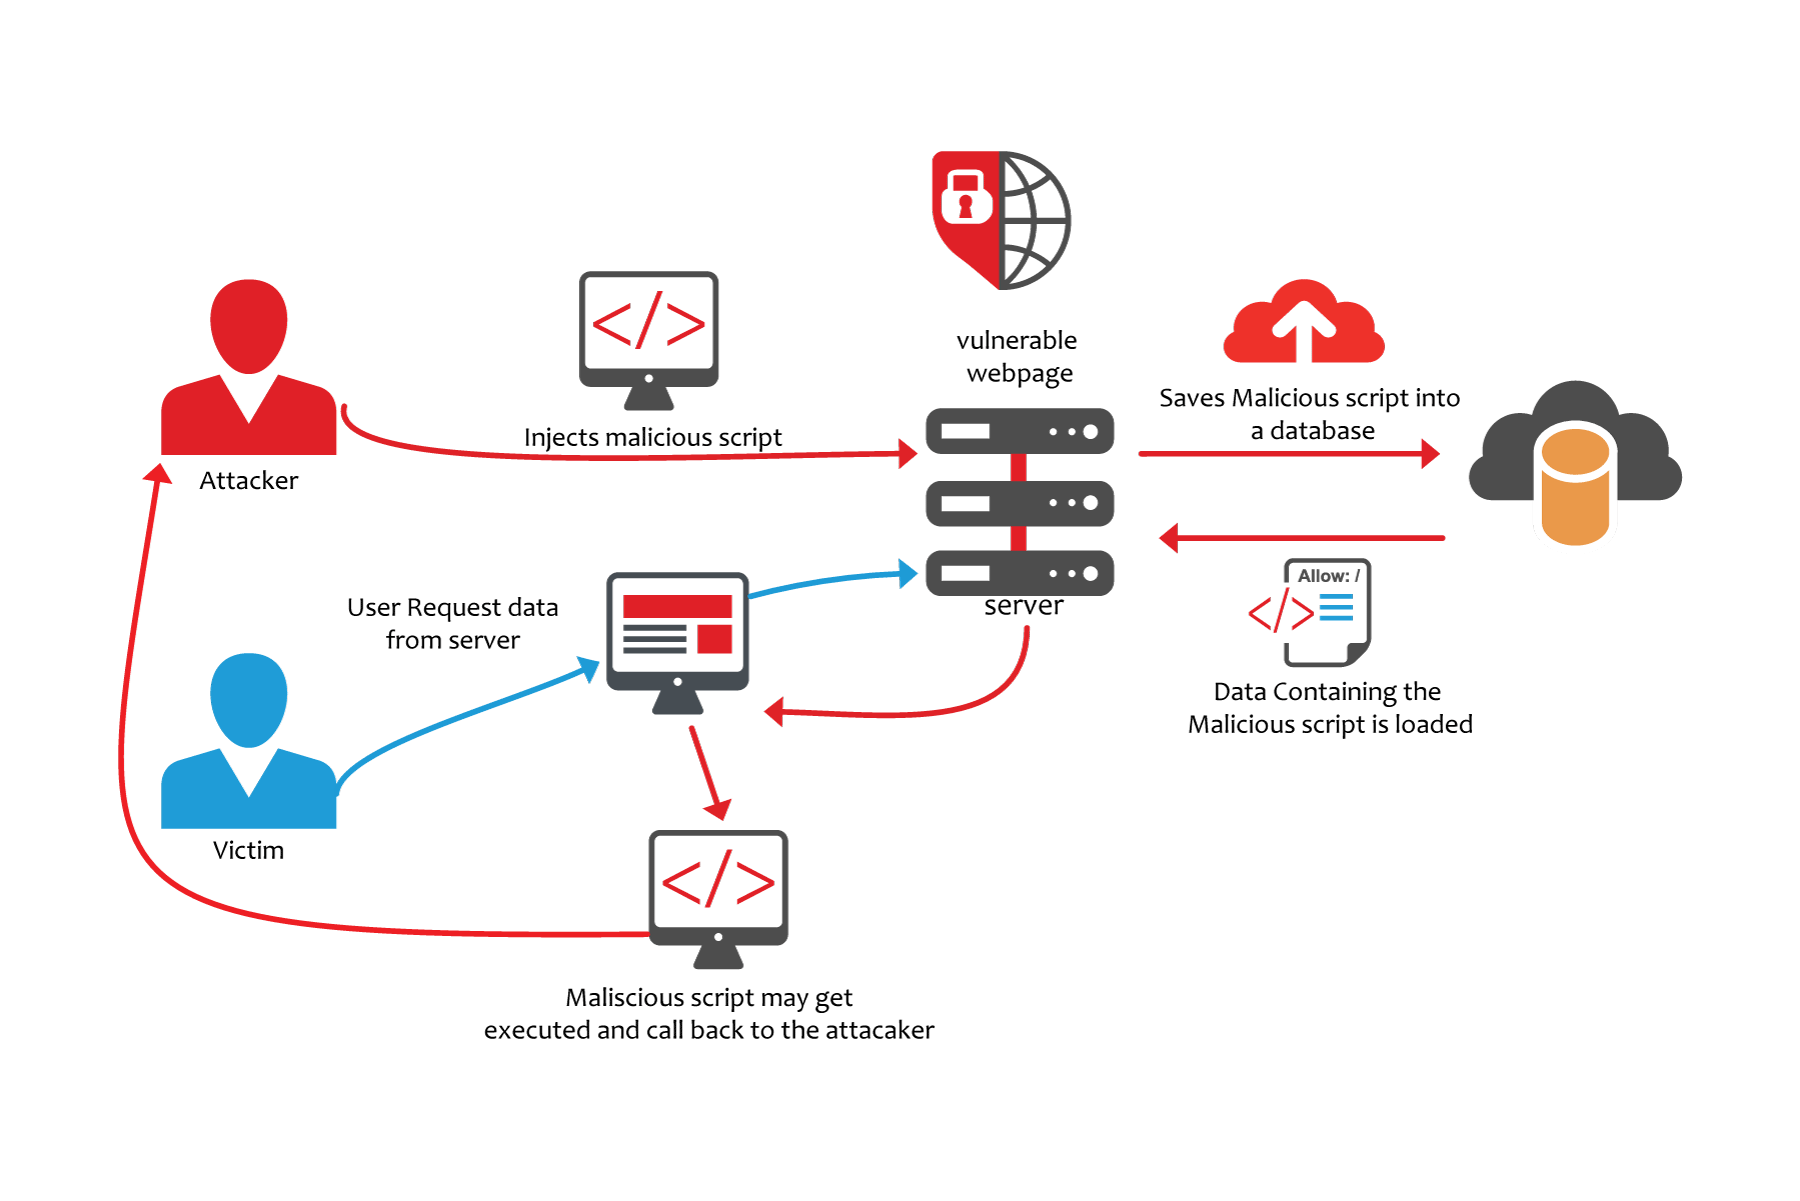 vulnerable
webpage
Injects malicious script
Saves Malicious script into
a database
Attacker
</>
</>
Allow: /
</>
User Request data
from server
server
Data Containing the
Malicious script is loaded
Victim
Maliscious script may get
executed and call back to the attacaker